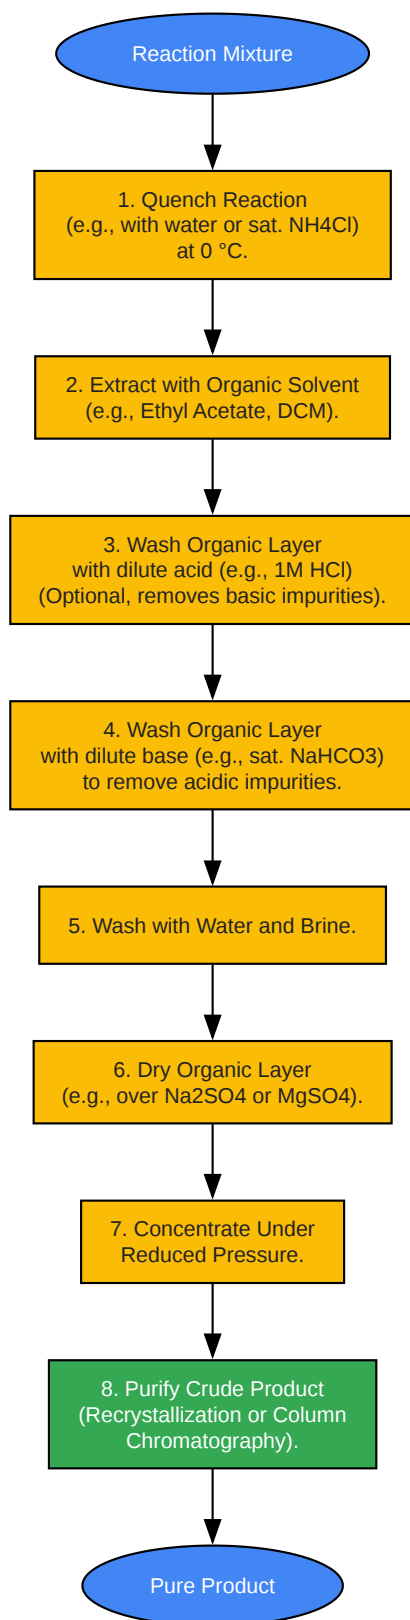 Reaction Mixture
1. Quench Reaction
(e.g., with water or sat. NH4Cl)
at 0 °C.
2. Extract with Organic Solvent
(e.g., Ethyl Acetate, DCM).
3. Wash Organic Layer
with dilute acid (e.g., 1M HCl)
(Optional, removes basic impurities).
4. Wash Organic Layer
with dilute base (e.g., sat. NaHCO3)
to remove acidic impurities.
5. Wash with Water and Brine.
6. Dry Organic Layer
(e.g., over Na2SO4 or MgSO4).
7. Concentrate Under
Reduced Pressure.
8. Purify Crude Product
(Recrystallization or Column
Chromatography).
Pure Product